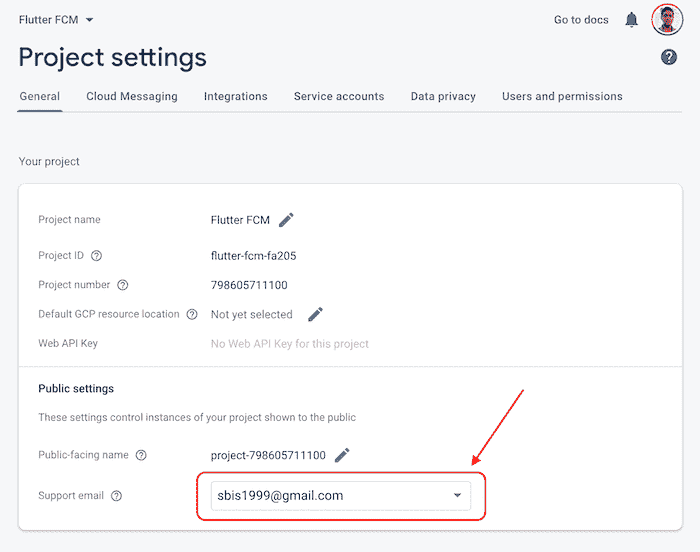 Flutter FCM Go to docs
Project settings
General Cloud Messaging Integrations Service accounts Data privacy Users and permissions
Your project
Project name Flutter FCM
Project ID flutter-fcm-fa205
Project number 798605711100
Default GCP resource location Not yet selected
Web API Key No Web API Key for this project
Public settings
These settings control instances of your project shown to the public
Public-facing name project-798605711100
Support email sbis1999@gmail.com